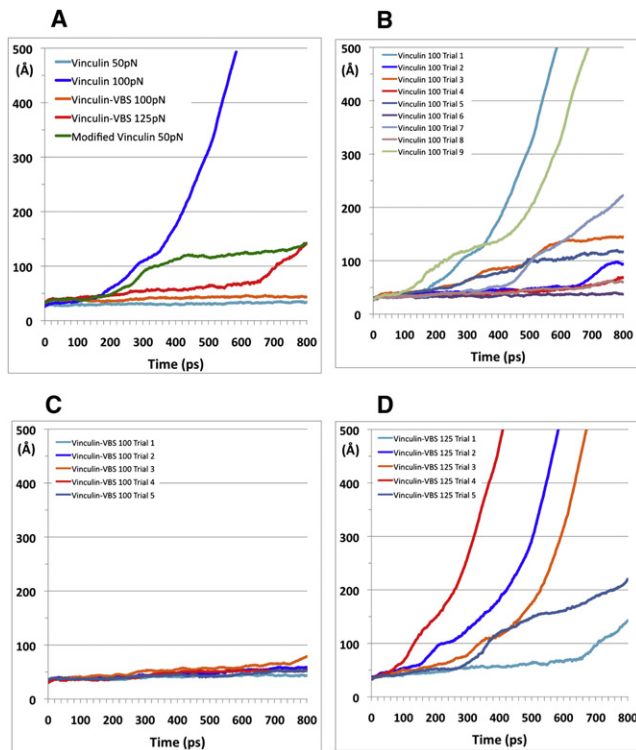 A
500
(Å)
400
300
200
100
0
Vinculin 50pN
Vinculin 100pN
Vinculin-VBS 100pN
Vinculin-VBS 125pN
Modified Vinculin 50pN
0 100 200 300 400 500 600 700 800
Time (ps)
B
500
(Å)
400
300
200
100
0
Vinculin 100 Trial 1
Vinculin 100 Trial 2
Vinculin 100 Trial 3
Vinculin 100 Trial 4
Vinculin 100 Trial 5
Vinculin 100 Trial 6
Vinculin 100 Trial 7
Vinculin 100 Trial 8
Vinculin 100 Trial 9
0 100 200 300 400 500 600 700 800
Time (ps)
C
500
(Å)
400
300
200
100
0
Vinculin-VBS 100 Trial 1
Vinculin-VBS 100 Trial 2
Vinculin-VBS 100 Trial 3
Vinculin-VBS 100 Trial 4
Vinculin-VBS 100 Trial 5
0 100 200 300 400 500 600 700 800
Time (ps)
D
500
(Å)
400
300
200
100
0
Vinculin-VBS 125 Trial 1
Vinculin-VBS 125 Trial 2
Vinculin-VBS 125 Trial 3
Vinculin-VBS 125 Trial 4
Vinculin-VBS 125 Trial 5
0 100 200 300 400 500 600 700 800
Time (ps)